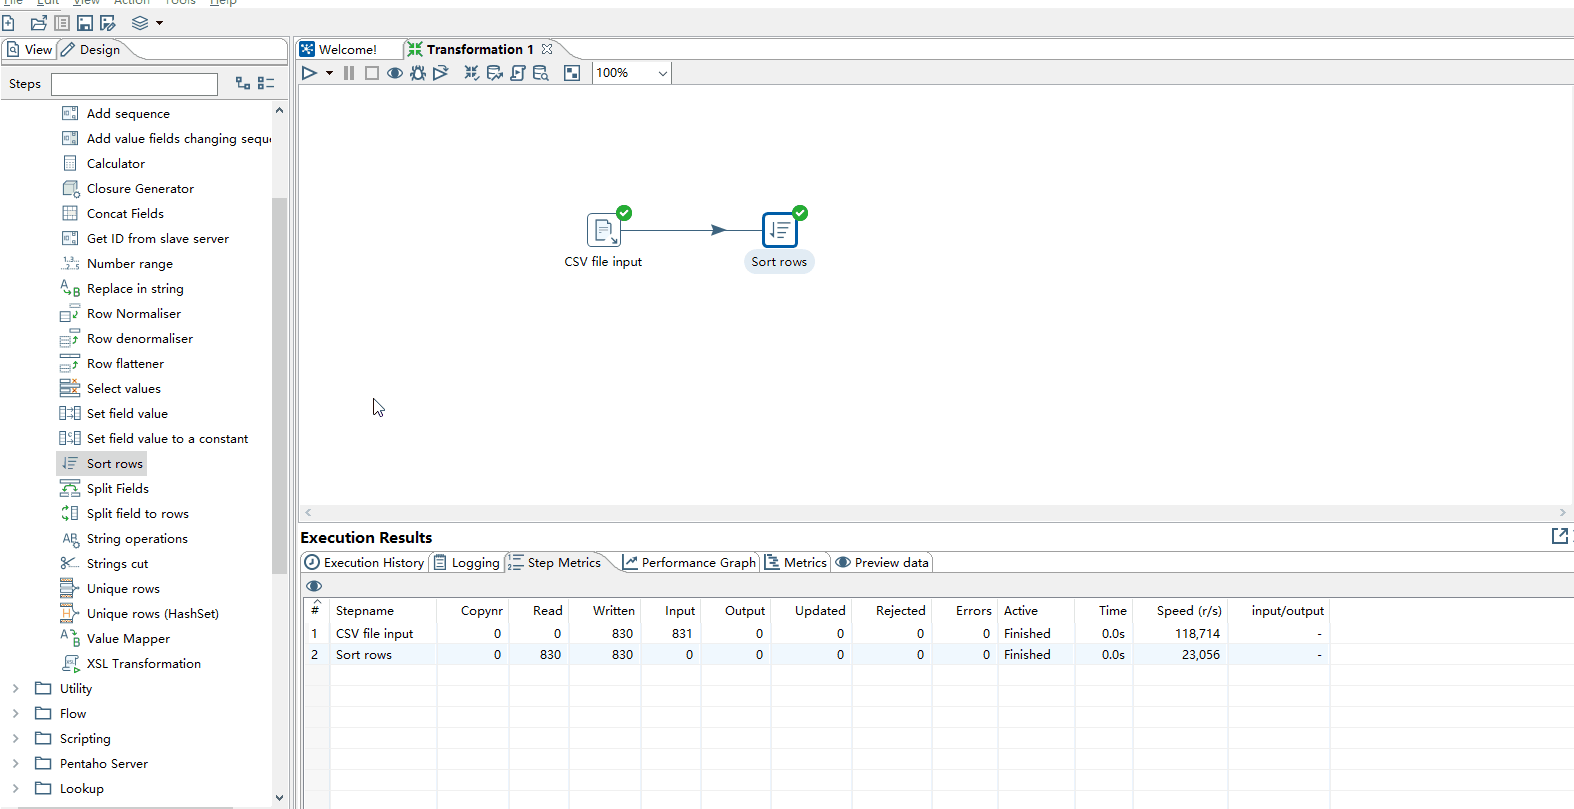 File Edit View Action Tools Help
View Design
Steps
Add sequence
Add value fields changing sequ
Calculator
Closure Generator
Concat Fields
Get ID from slave server
Number range
Replace in string
Row Normaliser
Row denormaliser
Row flattener
Select values
Set field value
Set field value to a constant
Sort rows
Split Fields
Split field to rows
String operations
Strings cut
Unique rows
Unique rows (HashSet)
Value Mapper
XSL Transformation
Utility
Flow
Scripting
Pentaho Server
Lookup
Welcome! Transformation 1
100%
CSV file input Sort rows
Execution Results
Execution History Logging Step Metrics Performance Graph Metrics Preview data
# Stepname Copynr Read Written Input Output Updated Rejected Errors Active Time Speed (r/s) input/output
1 CSV file input 0 0 830 831 0 0 0 0 Finished 0.0s 118,714 -
2 Sort rows 0 830 830 0 0 0 0 0 Finished 0.0s 23,056 -